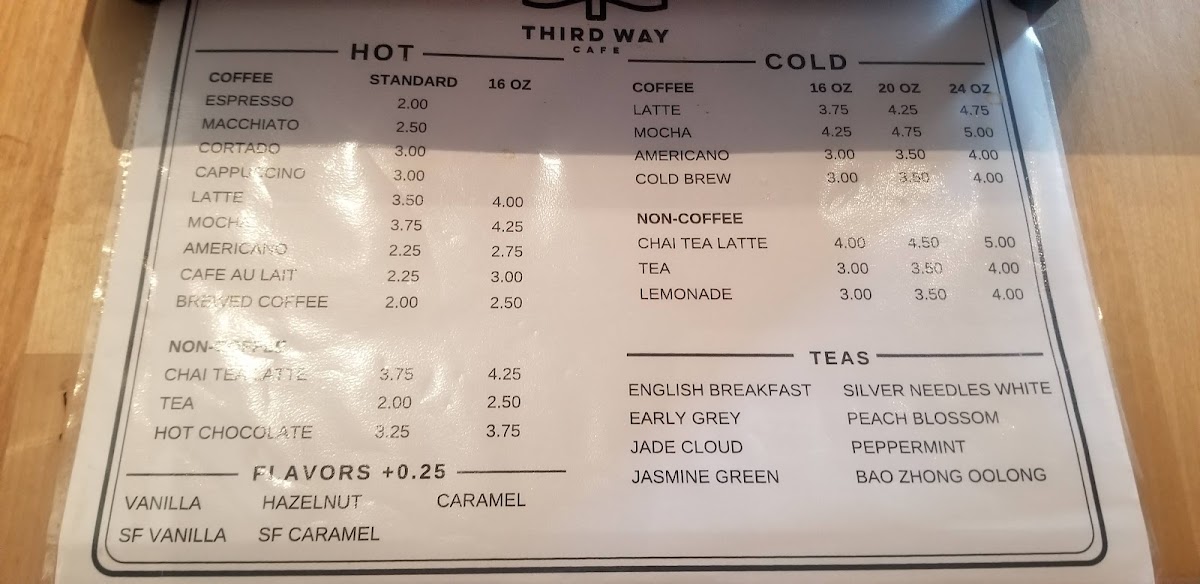 THIRD WAY
CAFE
HOT
COFFEE STANDARD 16 OZ
ESPRESSO 2.00
MACCHIATO 2.50
CORTADO 3.00
CAPPUCCINO 3.00
LATTE 3.50 4.00
MOCHA 3.75 4.25
AMERICANO 2.25 2.75
CAFE AU LAIT 2.25 3.00
BREWED COFFEE 2.00 2.50
NON-COFFEE
CHAI TEA LATTE 3.75 4.25
TEA 2.00 2.50
HOT CHOCOLATE 3.25 3.75
FLAVORS +0.25
VANILLA HAZELNUT CARAMEL
SF VANILLA SF CARAMEL
COLD
COFFEE 16 OZ 20 OZ 24 OZ
LATTE 3.75 4.25 4.75
MOCHA 4.25 4.75 5.00
AMERICANO 3.00 3.50 4.00
COLD BREW 3.00 3.50 4.00
NON-COFFEE
CHAI TEA LATTE 4.00 4.50 5.00
TEA 3.00 3.50 4.00
LEMONADE 3.00 3.50 4.00
TEAS
ENGLISH BREAKFAST SILVER NEEDLES WHITE
EARLY GREY PEACH BLOSSOM
JADE CLOUD PEPPERMINT
JASMINE GREEN BAO ZHONG OOLONG